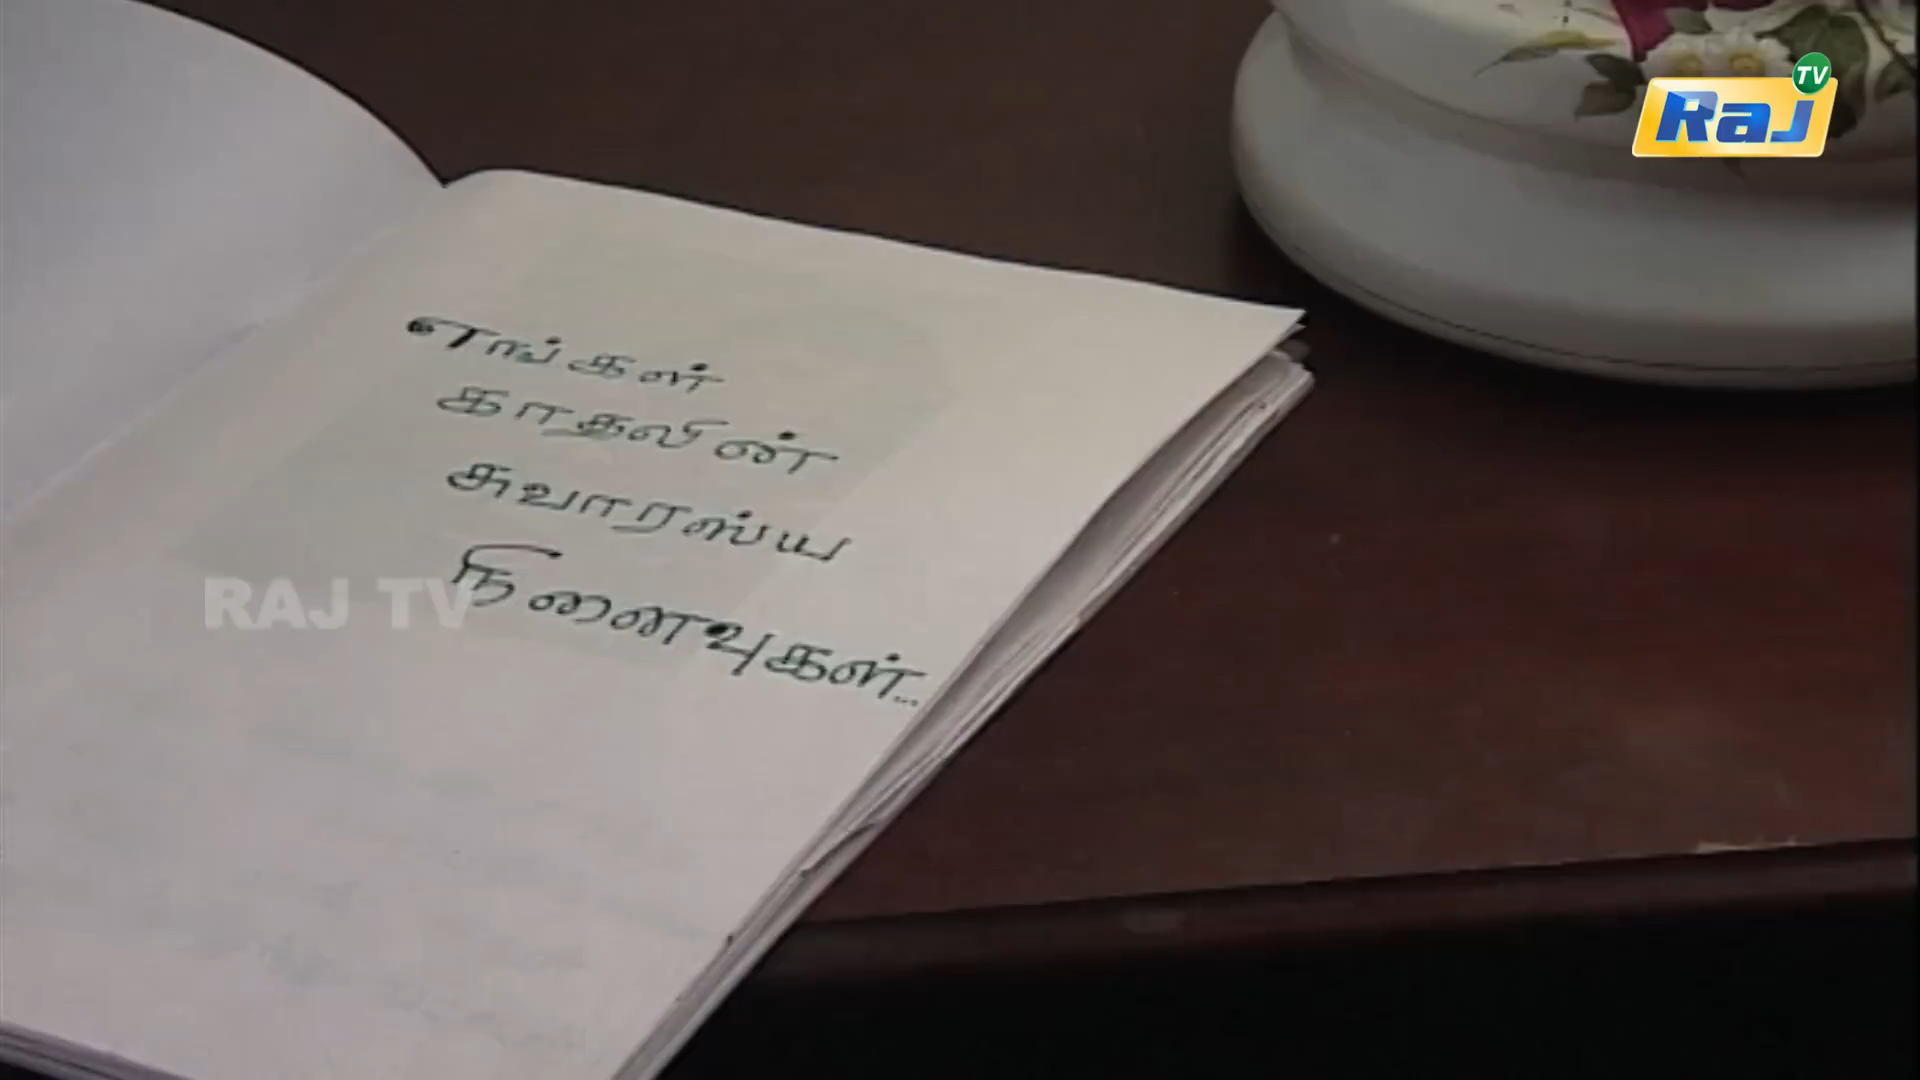 TV
Raj
எங்கள்
காதலின்
சுவாரஸ்ய
நினைவுகள்...
RAJ TV